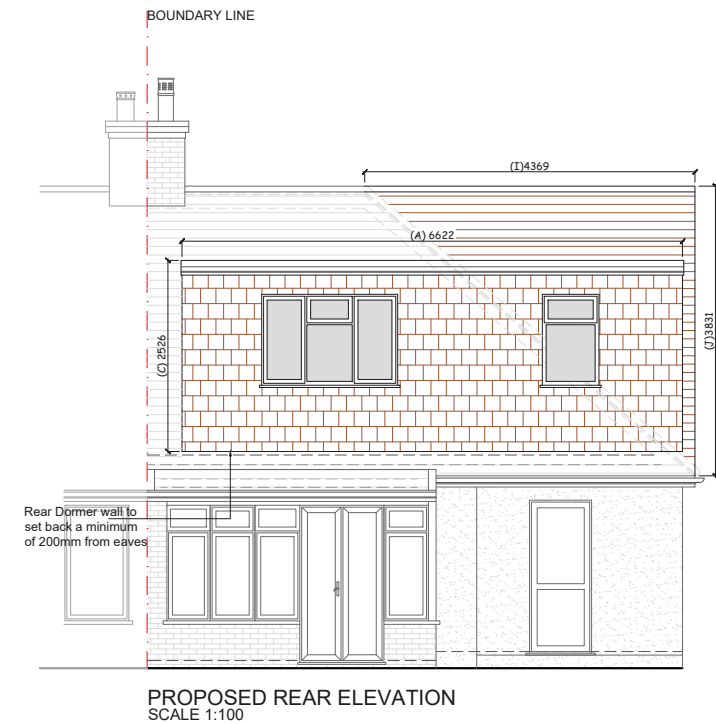 BOUNDARY LINE
(I)4369
(A) 6622
(C) 2526
(J)3831
Rear Dormer wall to
set back a minimum
of 200mm from eaves
PROPOSED REAR ELEVATION
SCALE 1:100